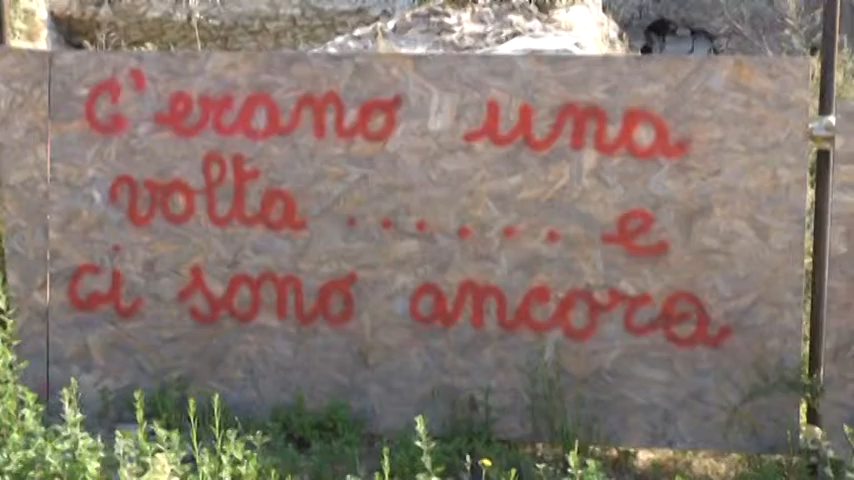 c'erano una
volta ....... e
ci sono ancora